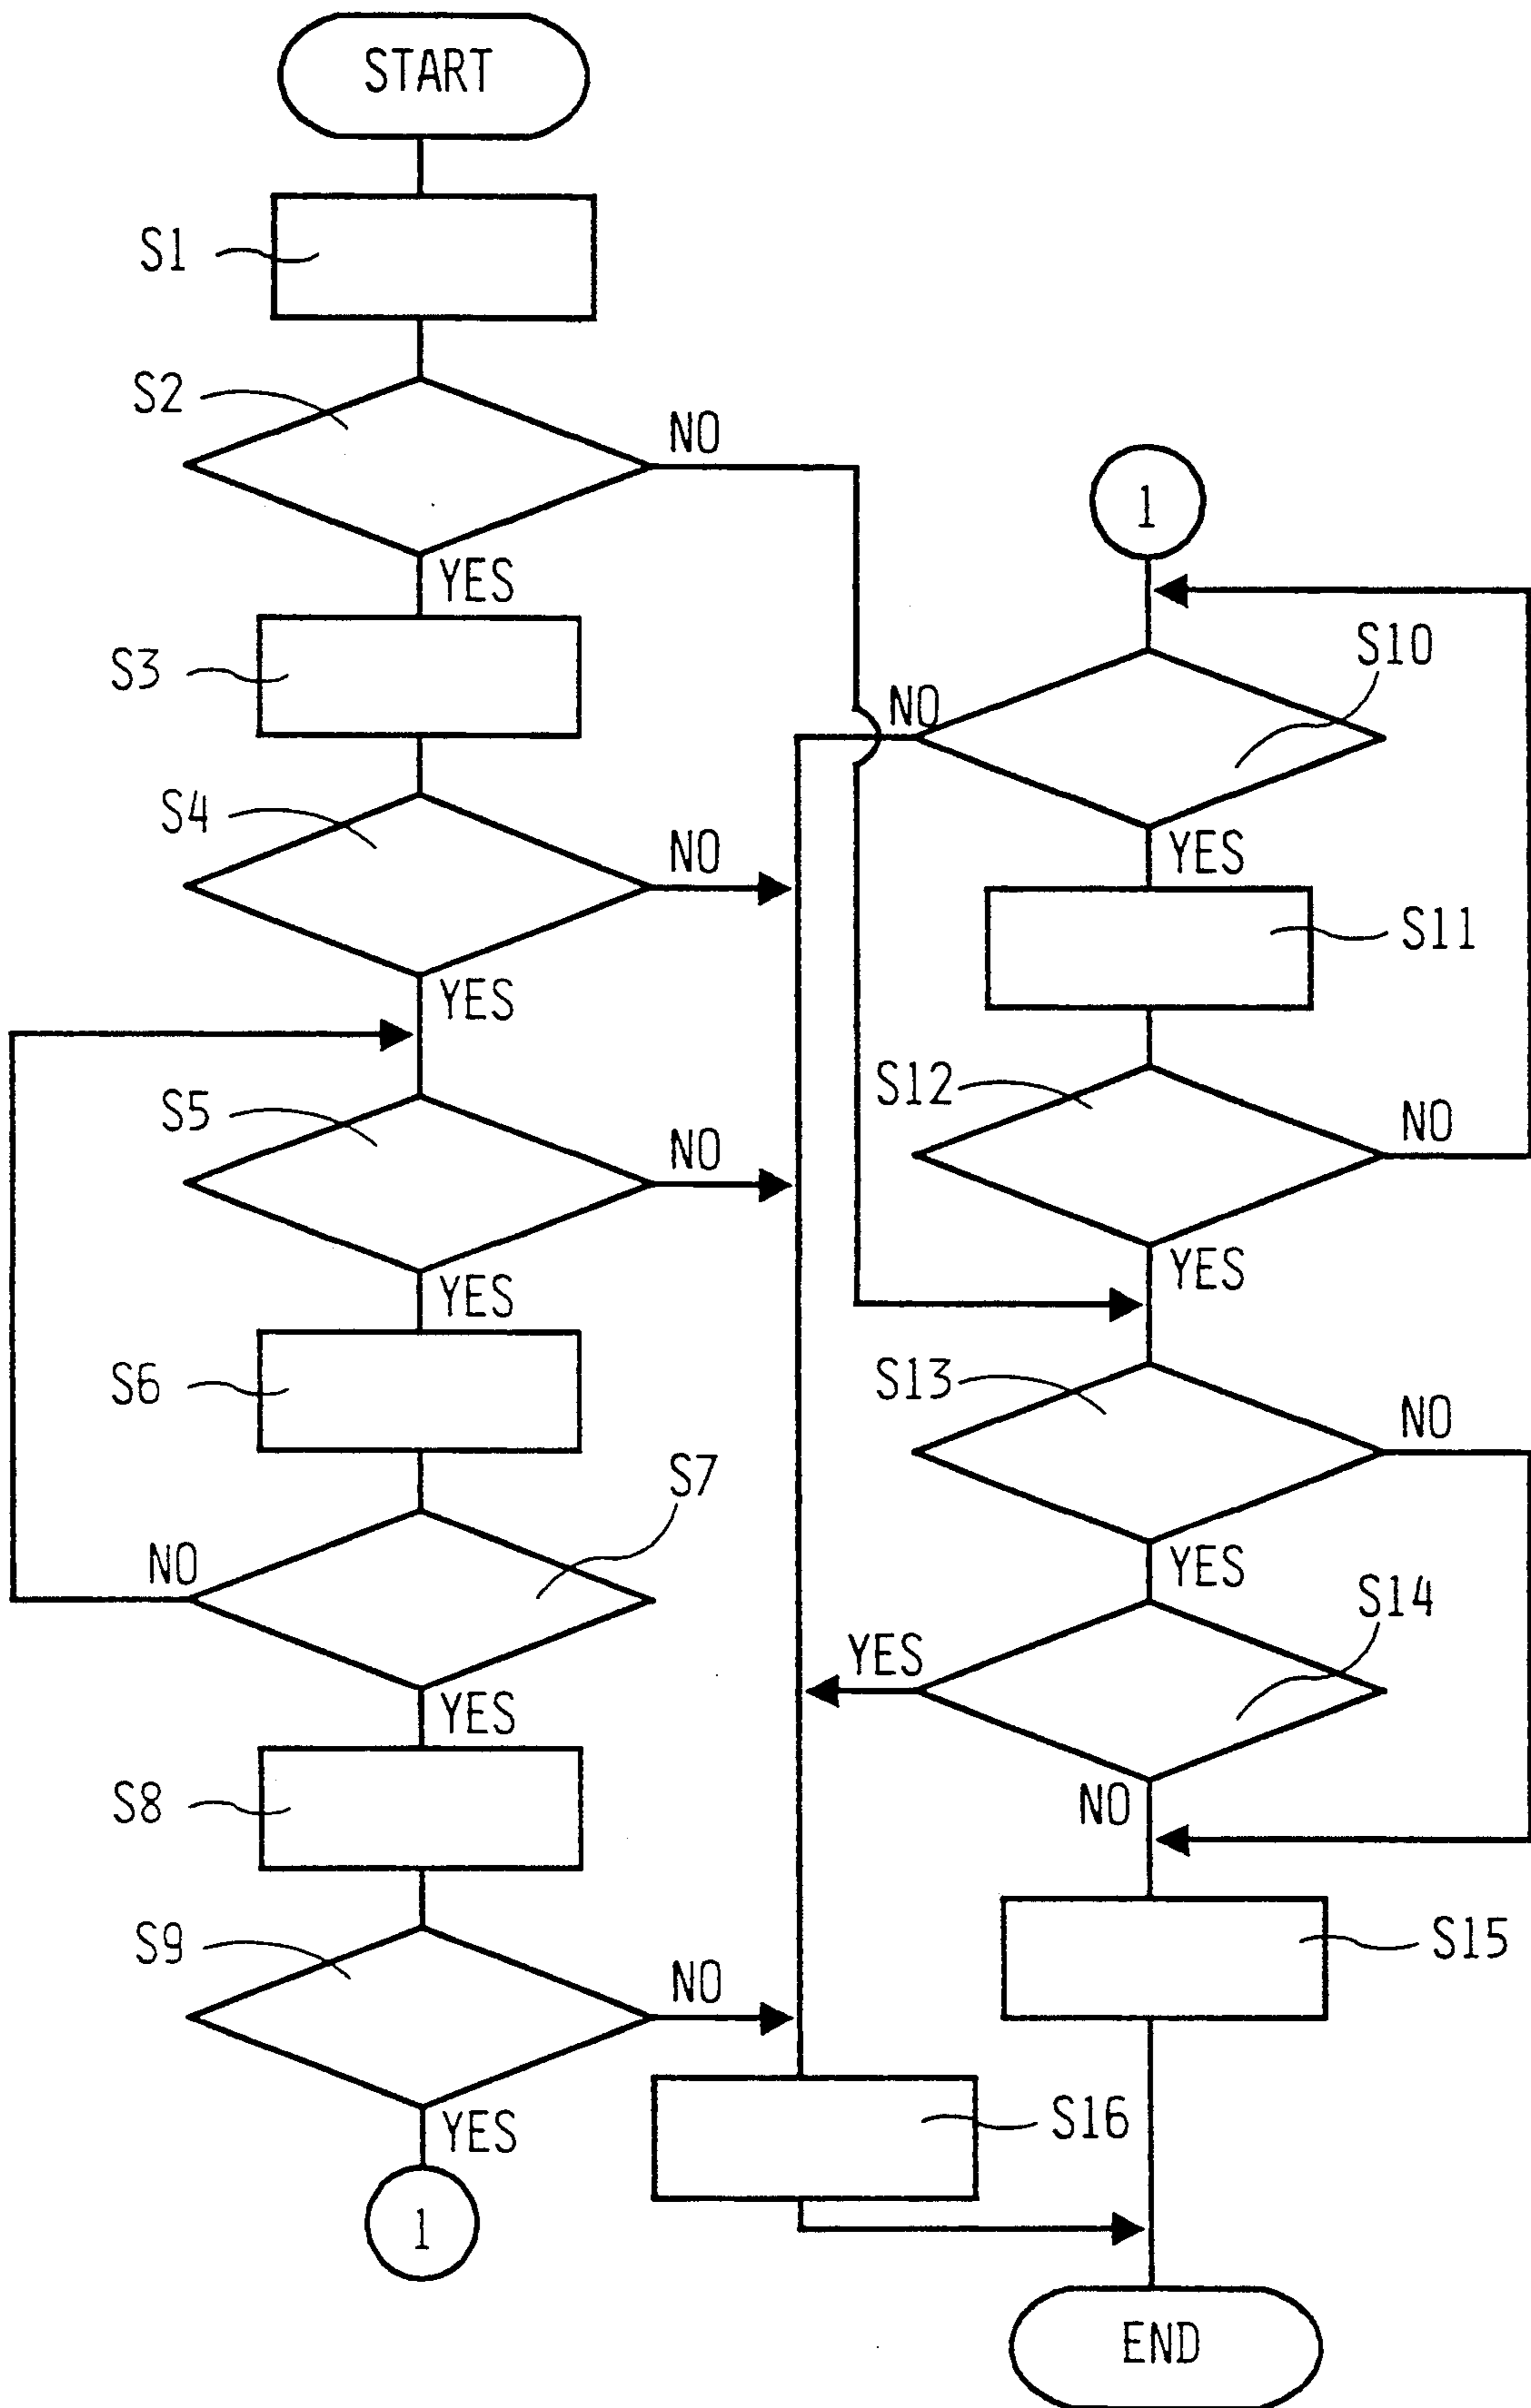 START
S1
S2
NO
YES
S3
S4
NO
YES
S5
NO
YES
S6
S7
NO
YES
S8
S9
NO
YES
1
1
S10
NO
YES
S11
S12
NO
YES
S13
NO
YES
S14
YES
NO
S15
S16
END